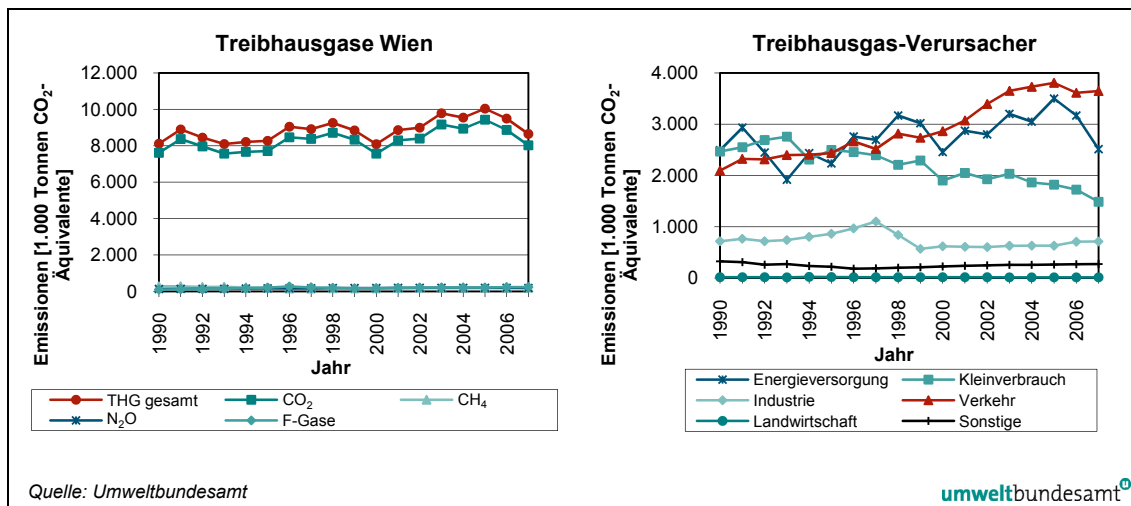 Treibhausgase Wien
Emissionen [1.000 Tonnen CO₂-
Äquivalente]
12.000
10.000
8.000
6.000
4.000
2.000
0
1990
1992
1994
1996
1998
2000
2002
2004
2006
Jahr
THG gesamt
CO₂
CH₄
N₂O
F-Gase
Treibhausgas-Verursacher
Emissionen [1.000 Tonnen CO₂-
Äquivalente]
4.000
3.000
2.000
1.000
0
1990
1992
1994
1996
1998
2000
2002
2004
2006
Jahr
Energieversorgung
Kleinverbrauch
Industrie
Verkehr
Landwirtschaft
Sonstige
Quelle: Umweltbundesamt
umweltbundesamt
u